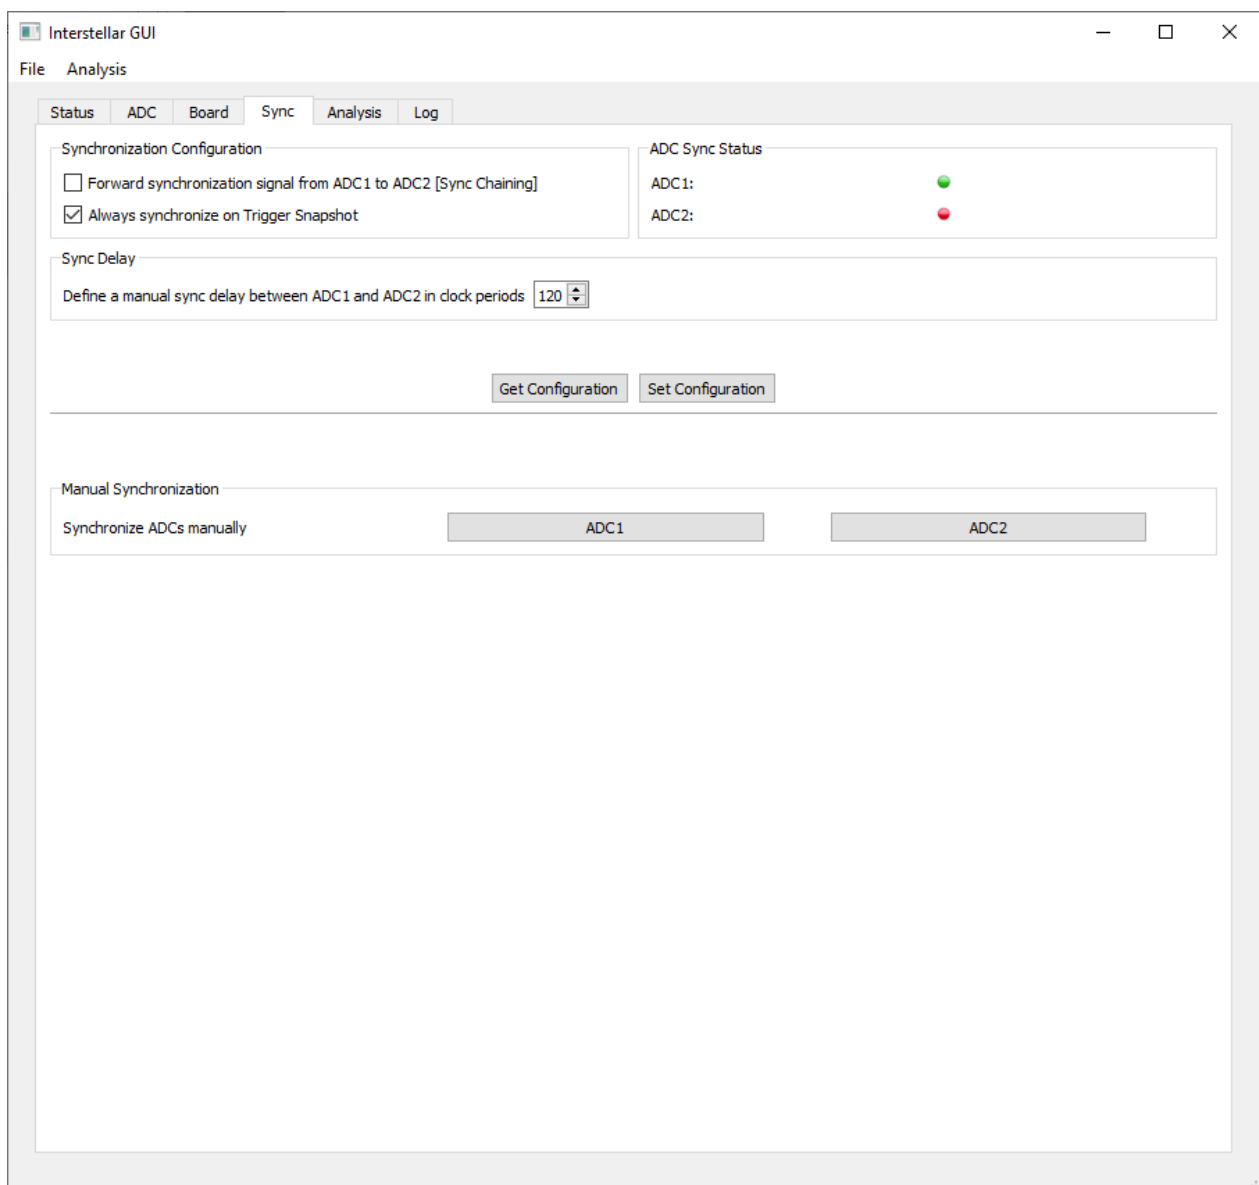 Interstellar GUI
File Analysis
Status ADC Board Sync Analysis Log
Synchronization Configuration
Forward synchronization signal from ADC1 to ADC2 [Sync Chaining]
Always synchronize on Trigger Snapshot
ADC Sync Status
ADC1:
ADC2:
Sync Delay
Define a manual sync delay between ADC1 and ADC2 in clock periods 120
Get Configuration Set Configuration
Manual Synchronization
Synchronize ADCs manually ADC1 ADC2